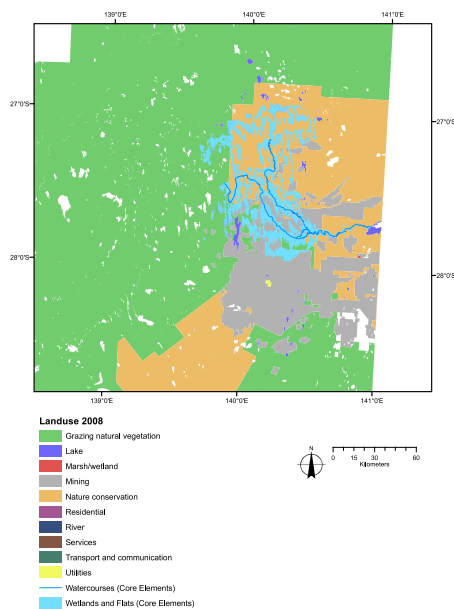 139°0'E 140°0'E 141°0'E
27°0'S 27°0'S
28°0'S 28°0'S
139°0'E 140°0'E 141°0'E
Landuse 2008
Grazing natural vegetation
Lake
Marsh/wetland
Mining
Nature conservation
Residential
River
Services
Transport and communication
Utilities
Watercourses (Core Elements)
Wetlands and Flats (Core Elements)
N
0 15 30 45 60
Kilometers